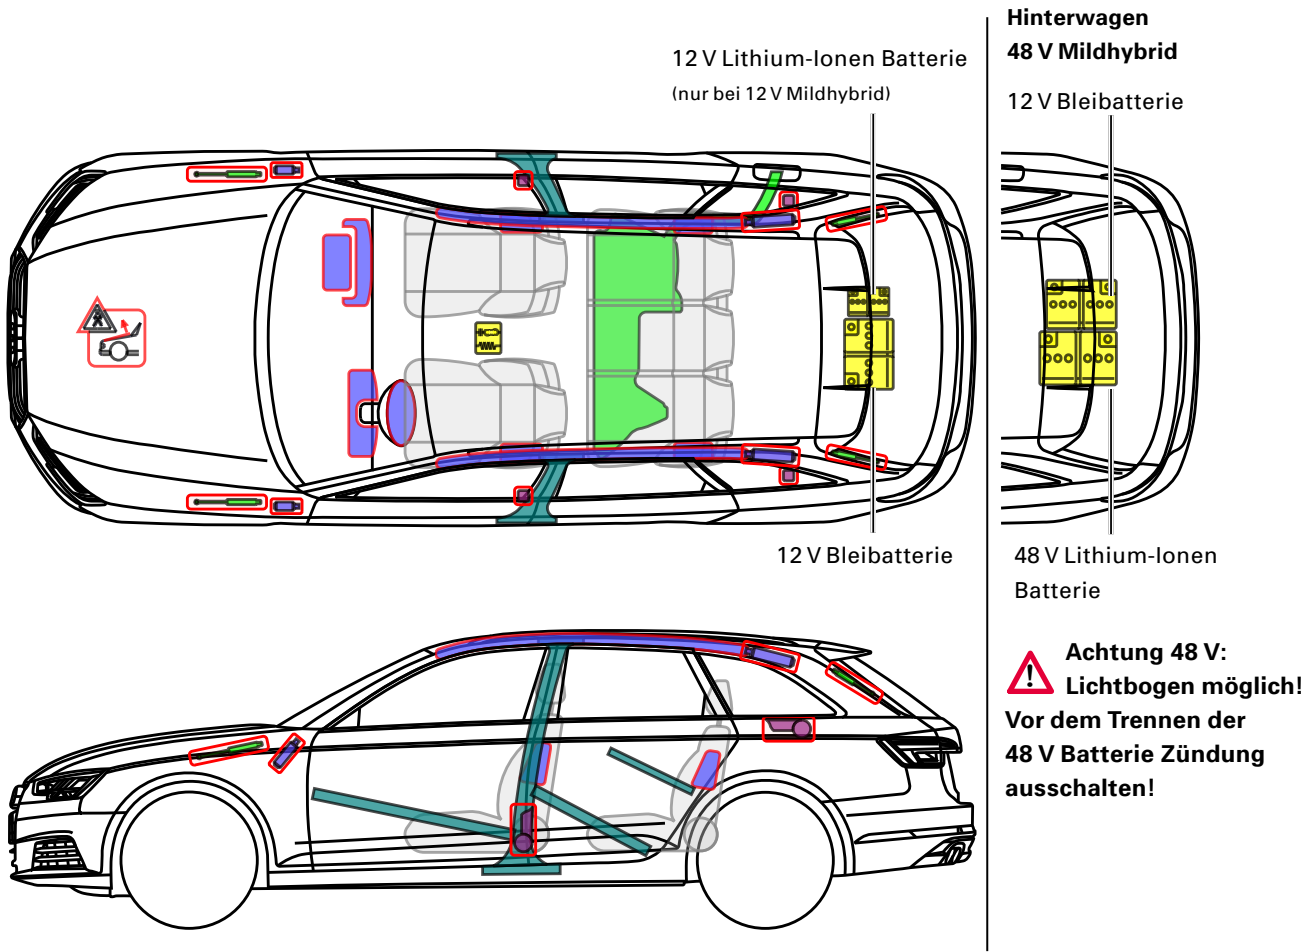 12 V Lithium-Ionen Batterie
(nur bei 12 V Mildhybrid)
12 V Bleibatterie
Hinterwagen
48 V Mildhybrid
12 V Bleibatterie
48 V Lithium-Ionen
Batterie
Achtung 48 V:
Lichtbogen möglich!
Vor dem Trennen der
48 V Batterie Zündung
ausschalten!